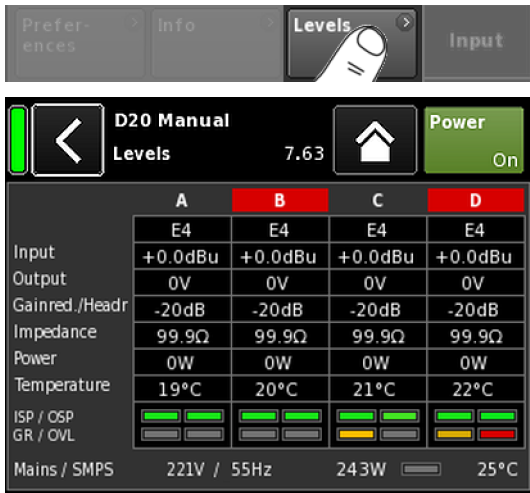 Prefer-
ences
Info
Levels
Input
D20 Manual
Levels 7.63
Power
On
A B C D
E4 E4 E4 E4
Input +0.0dBu +0.0dBu +0.0dBu +0.0dBu
Output 0V 0V 0V 0V
Gainred./Headr -20dB -20dB -20dB -20dB
Impedance 99.9Ω 99.9Ω 99.9Ω 99.9Ω
Power 0W 0W 0W 0W
Temperature 19°C 20°C 21°C 22°C
ISP / OSP
GR / OVL
Mains / SMPS 221V / 55Hz 243W 25°C